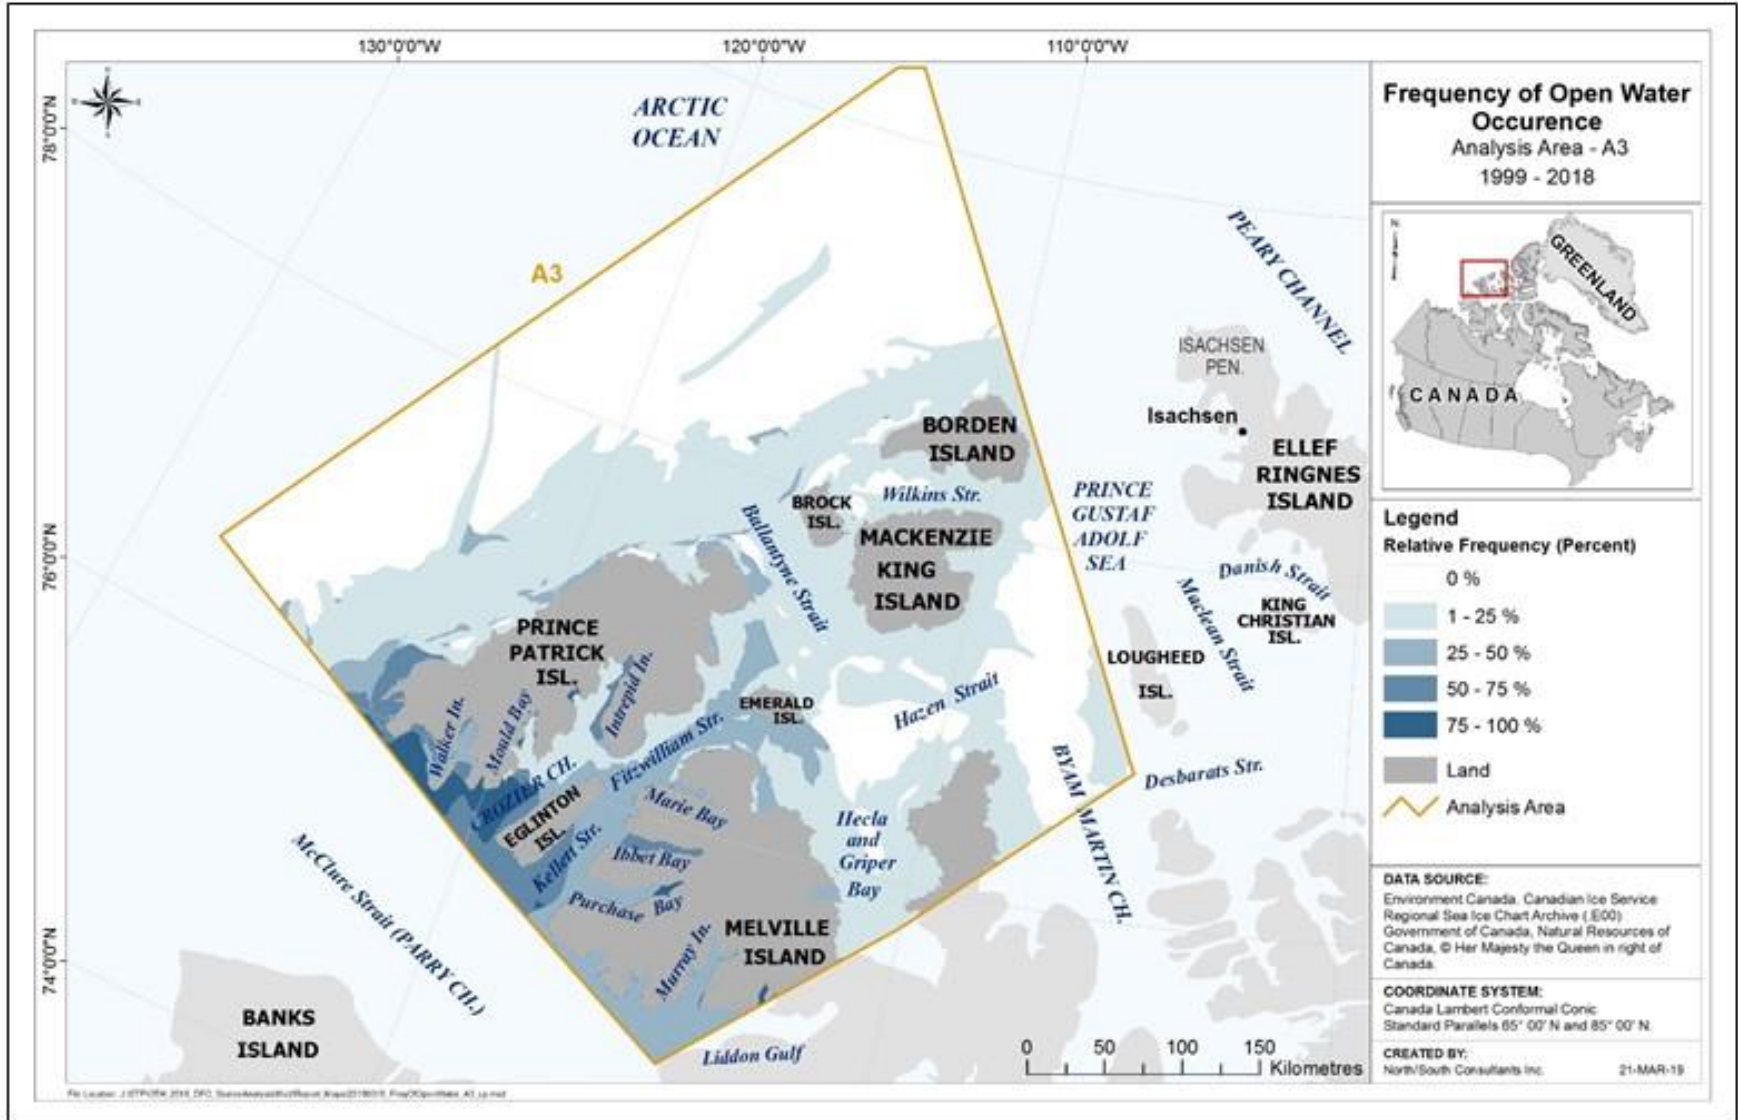 130°0'0"W
120°0'0"W
110°0'0"W
78°0'0"N
76°0'0"N
74°0'0"N
ARCTIC
OCEAN
A3
PEARY CHANNEL
ISACHSEN
PEN.
Isachsen
ELLEF
RINGNES
ISLAND
BORDEN
ISLAND
Wilkins Str.
BROCK
ISL.
MACKENZIE
KING
ISLAND
PRINCE
GUSTAF
ADOLF
SEA
Ballantyne Strait
Danish Strait
Maclean Strait
KING
CHRISTIAN
ISL.
LOUGHEED
ISL.
PRINCE
PATRICK
ISL.
Intrepid In.
Mould Bay
Walker In.
EMERALD
ISL.
Hazen Strait
Fitzwilliam Str.
CROZIER CH.
EGLINTON
ISL.
Kellett Str.
Marie Bay
Ibbet Bay
Purchase Bay
Murray In.
Hecla
and
Griper
Bay
BYAM MARTIN CH.
Desbarats Str.
MELVILLE
ISLAND
McClure Strait (PARRY CH.)
BANKS
ISLAND
Liddon Gulf
0 50 100 150
Kilometres
Frequency of Open Water
Occurence
Analysis Area - A3
1999 - 2018
N
GREENLAND
CANADA
Legend
Relative Frequency (Percent)
0 %
1 - 25 %
25 - 50 %
50 - 75 %
75 - 100 %
Land
Analysis Area
DATA SOURCE:
Environment Canada, Canadian Ice Service
Regional Sea Ice Chart Archive (.E00)
Government of Canada, Natural Resources of
Canada, © Her Majesty the Queen in right of
Canada.
COORDINATE SYSTEM:
Canada Lambert Conformal Conic
Standard Parallels 65° 00' N and 85° 00' N.
CREATED BY:
North/South Consultants Inc.
21-MAR-19